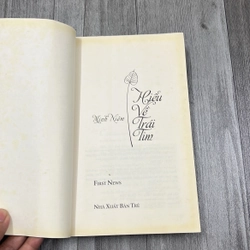 Minh Niệm
Hiểu
Về
Trái
Tim
FIRST NEWS
NHÀ XUẤT BẢN TRẺ